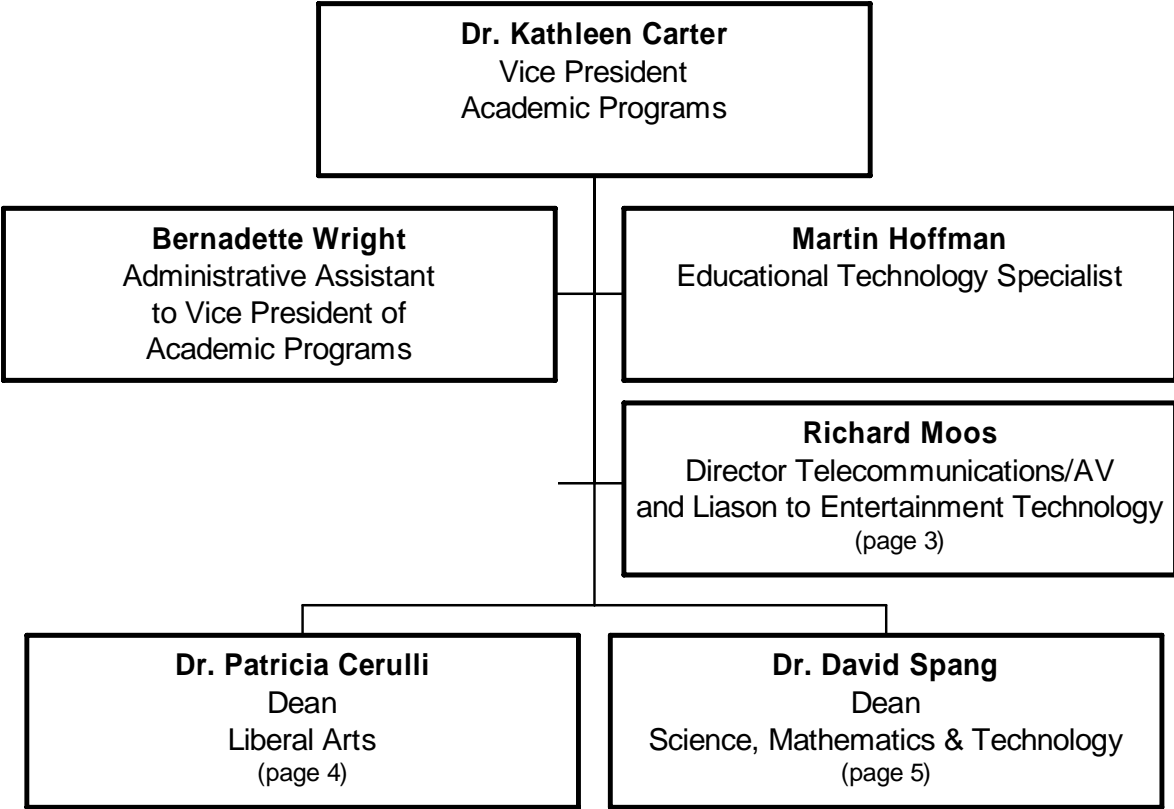 Dr. Kathleen Carter
Vice President
Academic Programs
Bernadette Wright
Administrative Assistant
to Vice President of
Academic Programs
Martin Hoffman
Educational Technology Specialist
Richard Moos
Director Telecommunications/AV
and Liason to Entertainment Technology
(page 3)
Dr. Patricia Cerulli
Dean
Liberal Arts
(page 4)
Dr. David Spang
Dean
Science, Mathematics & Technology
(page 5)